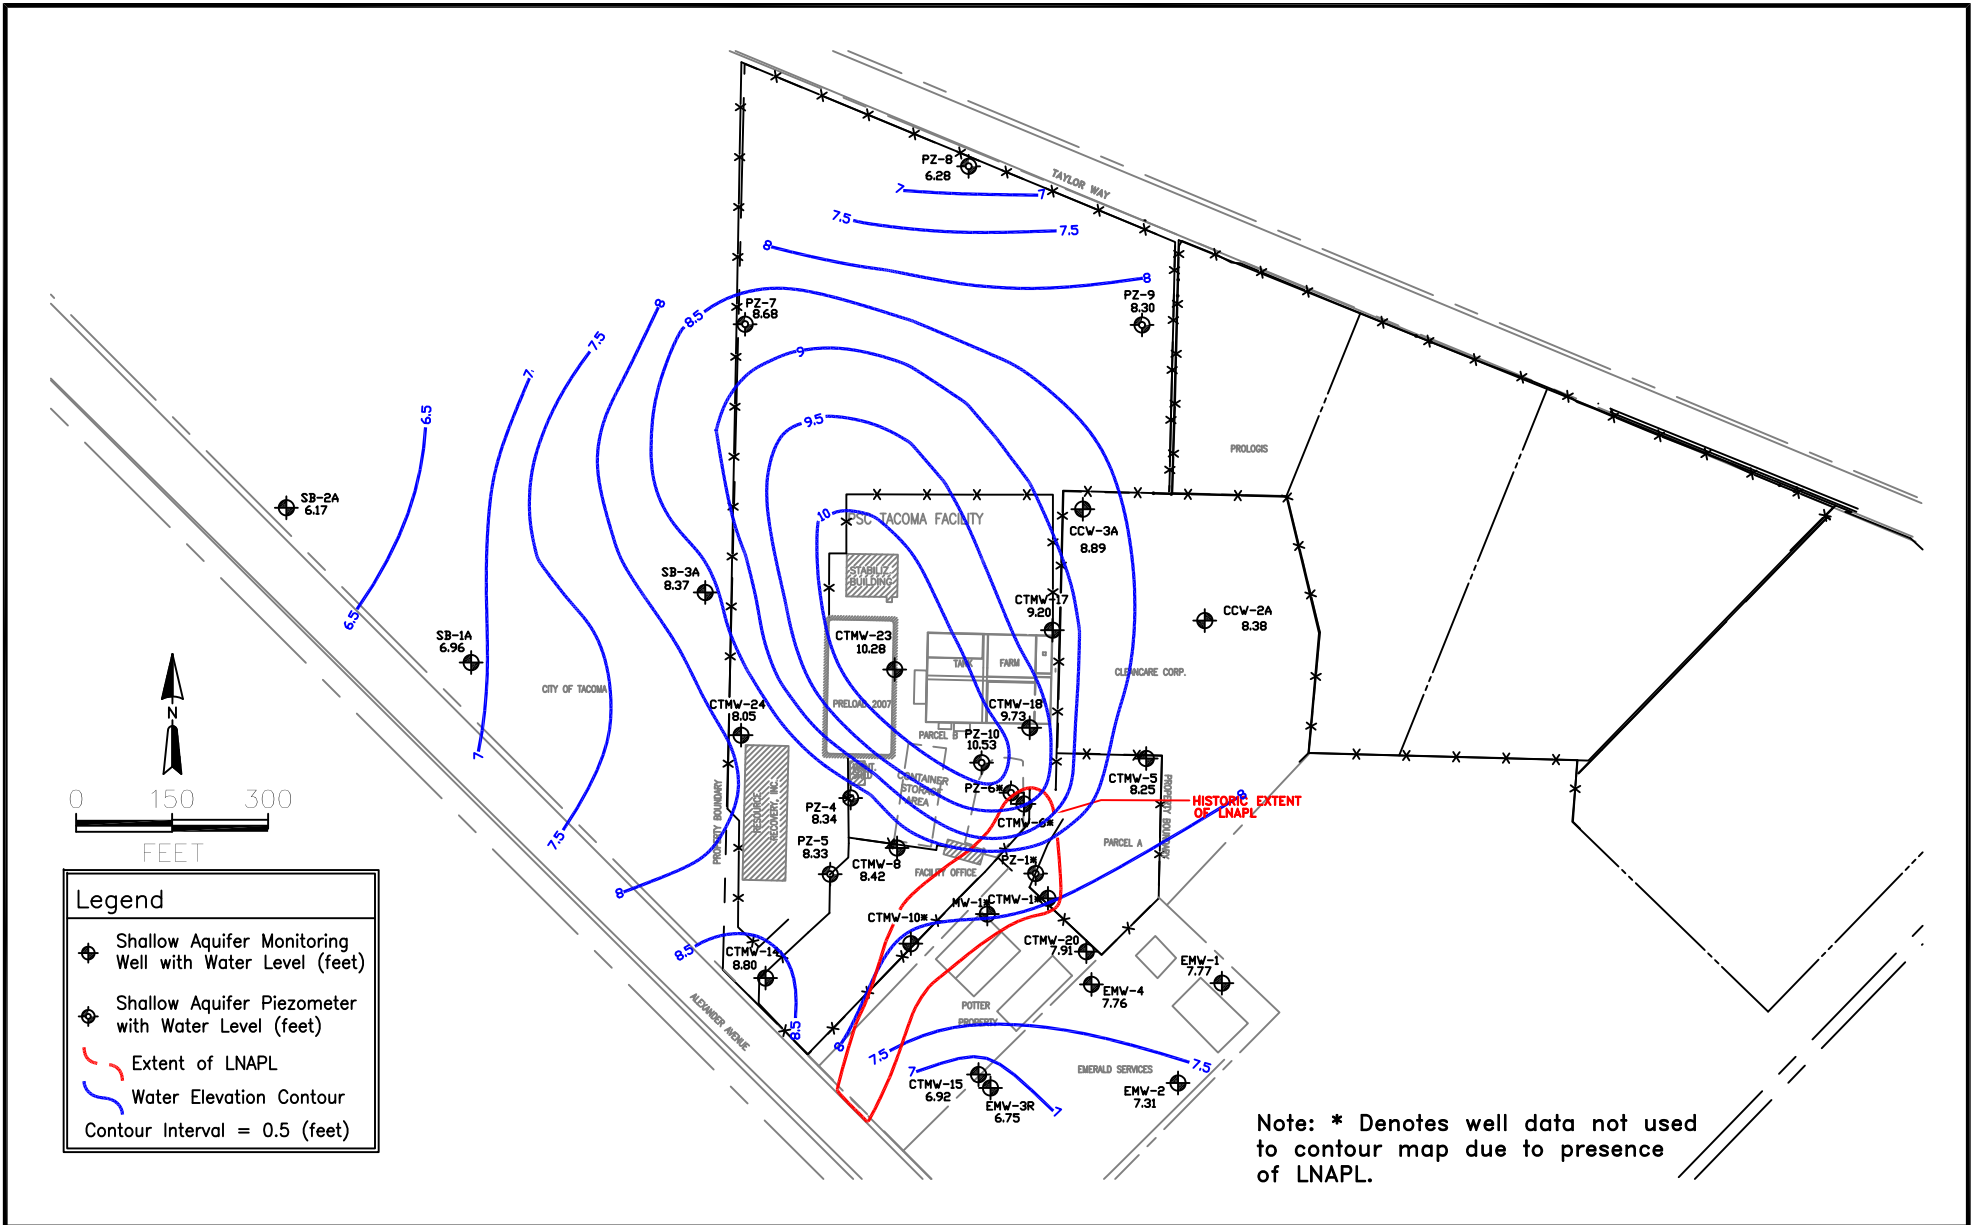 PZ-8
6.28
TAYLOR WAY
7
7
7.5
7.5
8
8
PZ-7
8.68
PZ-9
8.30
8
8.5
7.5
9
7
6.5
9.5
PROLOGIS
SB-2A
6.17
10
PSC TACOMA FACILITY
CCW-3A
8.89
STABILIZ.
BUILDING
SB-3A
8.37
CTMW-17
9.20
CCW-2A
8.38
6.5
SB-1A
6.96
CTMW-23
10.28
TANK
FARM
CLEANCARE CORP.
CITY OF TACOMA
PRELOAD 2007
CTMW-24
8.05
CTMW-18
9.73
PARCEL B
PZ-10
10.53
N
7
CONTAINER
STORAGE
AREA
CTMW-5
8.25
PZ-6*
0 150 300
FEET
PROPERTY BOUNDARY
RESOURCE
RECOVERY, INC.
PZ-4
8.34
CTMW-6*
HISTORIC EXTENT
OF LNAPL
8
PROPERTY BOUNDARY
PARCEL A
7.5
PZ-5
8.33
CTMW-8
8.42
FACILITY OFFICE
PZ-1*
8
MW-1*
CTMW-1*
CTMW-10*
8.5
CTMW-14
8.80
CTMW-20
7.91
EMW-1
7.77
EMW-4
7.76
ALEXANDER AVENUE
POTTER
PROPERTY
8.5
8
7.5
7.5
7
EMERALD SERVICES
CTMW-15
6.92
EMW-3R
6.75
7
EMW-2
7.31
Legend
Shallow Aquifer Monitoring
Well with Water Level (feet)
Shallow Aquifer Piezometer
with Water Level (feet)
Extent of LNAPL
Water Elevation Contour
Contour Interval = 0.5 (feet)
Note: * Denotes well data not used
to contour map due to presence
of LNAPL.